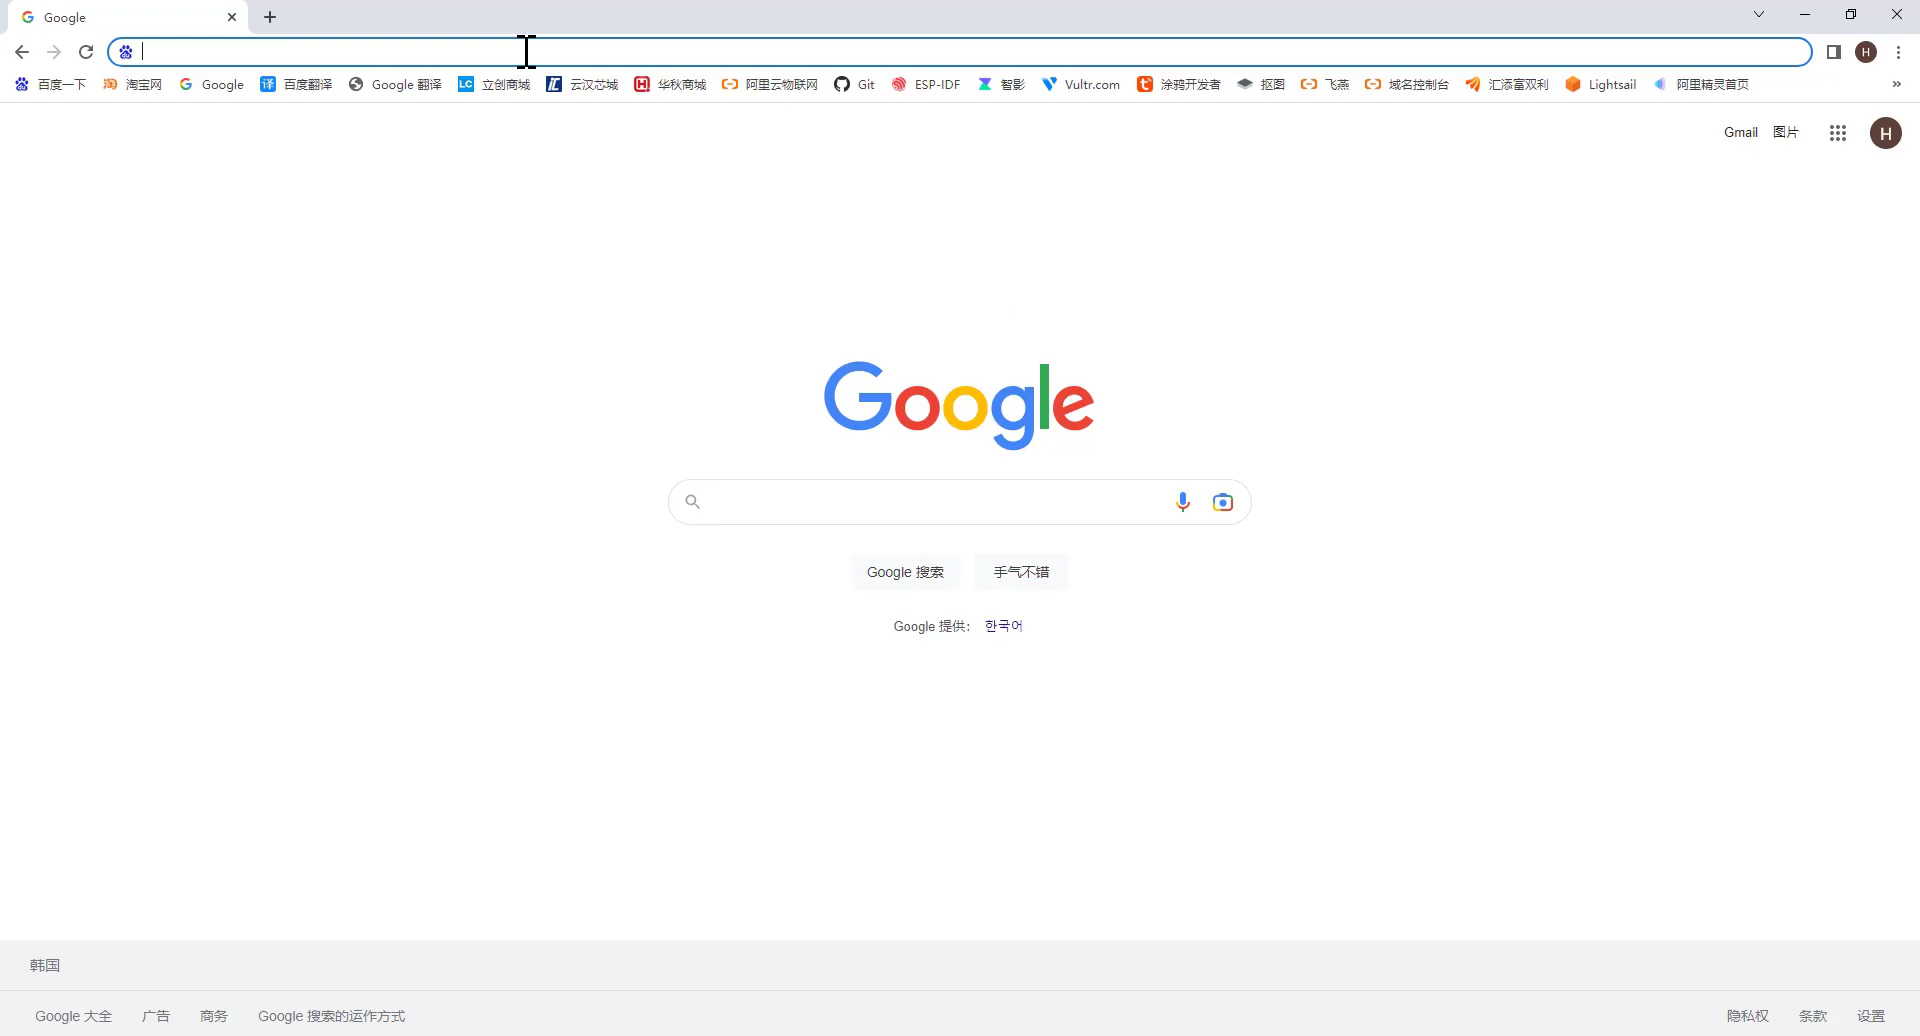 Google
百度一下 淘宝网 Google 百度翻译 Google 翻译 立创商城 云汉芯城 华秋商城 阿里云物联网 Git ESP-IDF 智影 Vultr.com 涂鸦开发者 抠图 飞燕 域名控制台 汇添富双利 Lightsail 阿里精灵首页 »
Gmail 图片 H
Google
Google 搜索 手气不错
Google 提供： 한국어
韩国
Google 大全 广告 商务 Google 搜索的运作方式 隐私权 条款 设置